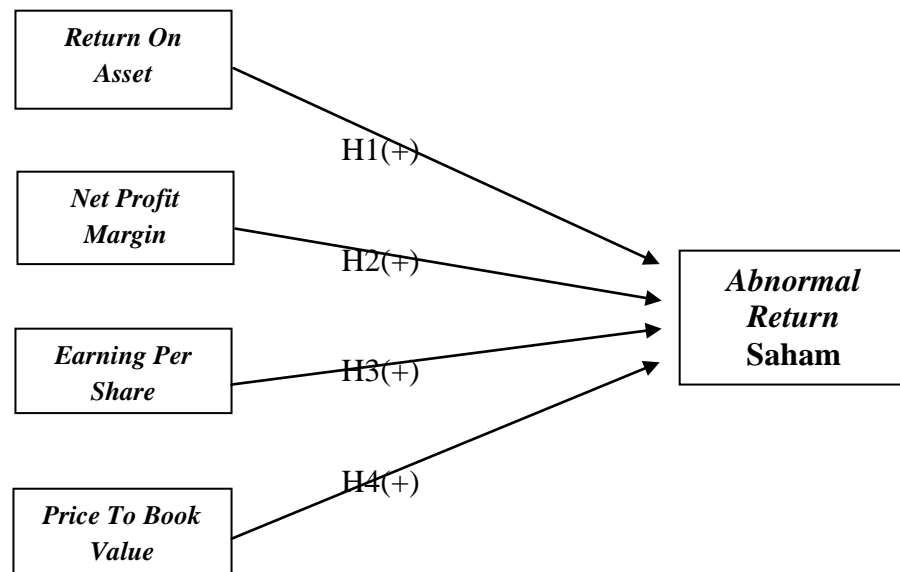 Return On
Asset
H1(+)
Net Profit
Margin
H2(+)
Abnormal
Return
Saham
Earning Per
Share
H3(+)
H4(+)
Price To Book
Value